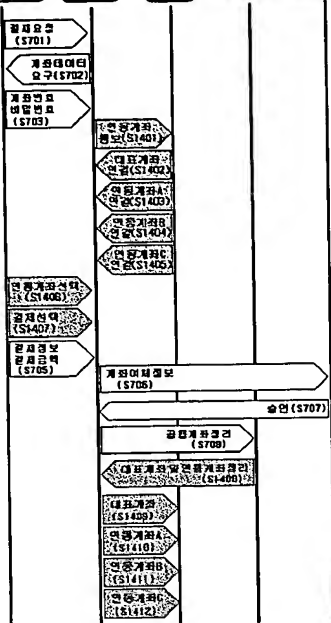 결제요청
(S701)
계좌데이터
요구(S702)
계좌번호
비밀번호
(S703)
연동계좌
통보(S1401)
대표계좌
연결(S1402)
연동계좌A
연결(S1403)
연동계좌B
연결(S1404)
연동계좌C
연결(S1405)
연동계좌선택
(S1406)
결제선택
(S1407)
결제정보
결제금액
(S705)
계좌이체정보
(S706)
승인(S707)
통합계좌정리
대표계좌및연동계좌정리
(S1408)
대표계좌
(S1409)
연동계좌A
(S1410)
연동계좌B
(S1411)
연동계좌C
(S1412)